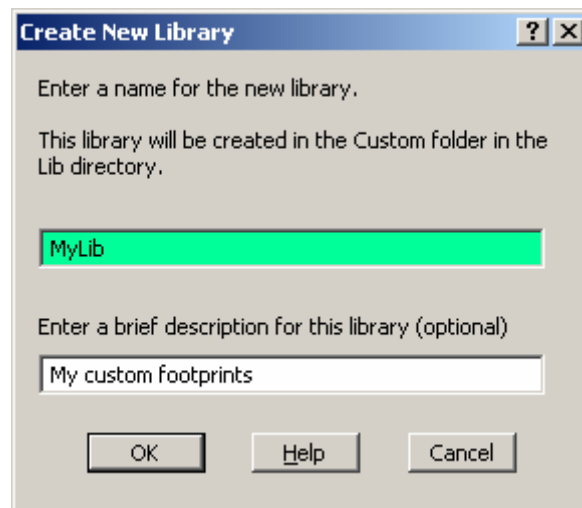 Create New Library
Enter a name for the new library.
This library will be created in the Custom folder in the
Lib directory.
MyLib
Enter a brief description for this library (optional)
My custom footprints
OK Help Cancel